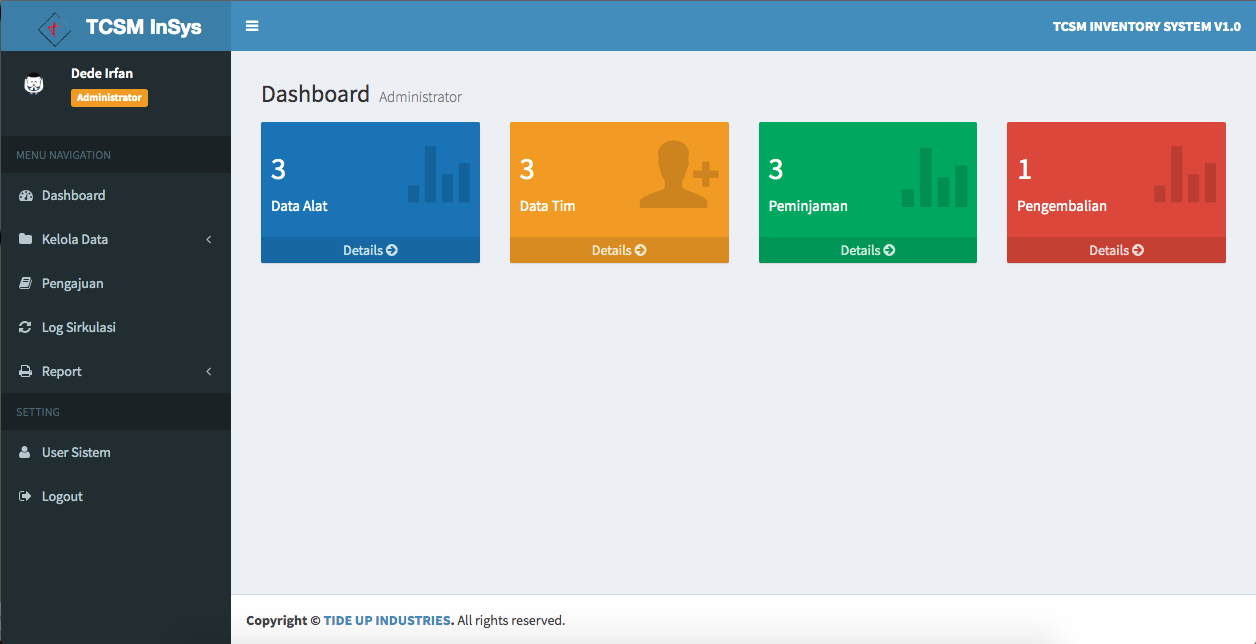 TCSM InSys
TCSM INVENTORY SYSTEM V1.0
Dede Irfan
Administrator
MENU NAVIGATION
Dashboard
Kelola Data
Pengajuan
Log Sirkulasi
Report
SETTING
User Sistem
Logout
Dashboard Administrator
3
Data Alat
Details
3
Data Tim
Details
3
Peminjaman
Details
1
Pengembalian
Details
Copyright © TIDE UP INDUSTRIES. All rights reserved.